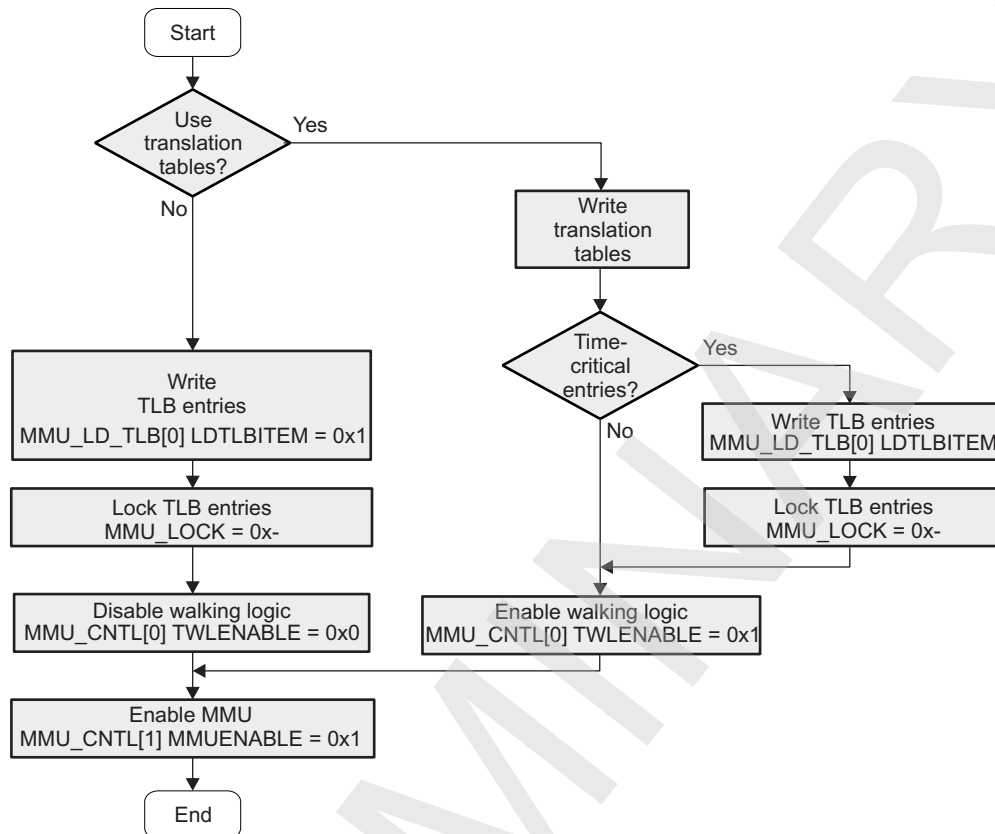 Start
Use
translation
tables?
Yes
No
Write
translation
tables
Time-
critical
entries?
Yes
No
Write
TLB entries
MMU_LD_TLB[0] LDTLBITEM = 0x1
Write TLB entries
MMU_LD_TLB[0] LDTLBITEM
Lock TLB entries
MMU_LOCK = 0x-
Lock TLB entries
MMU_LOCK = 0x-
Disable walking logic
MMU_CNTL[0] TWLENABLE = 0x0
Enable walking logic
MMU_CNTL[0] TWLENABLE = 0x1
Enable MMU
MMU_CNTL[1] MMUENABLE = 0x1
End
MINARY